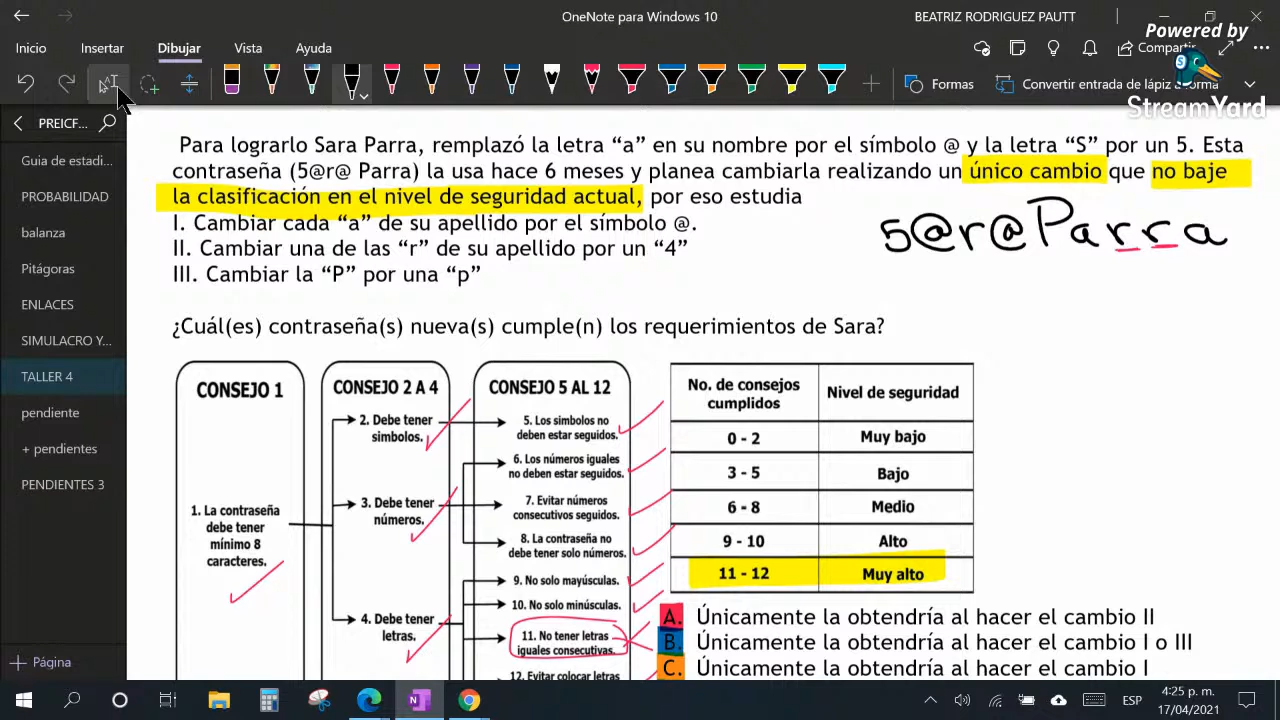 OneNote para Windows 10
BEATRIZ RODRIGUEZ PAUTT
Powered by
StreamYard
Inicio
Insertar
Dibujar
Vista
Ayuda
Compartir
Formas
Convertir entrada de lápiz a forma
PREICF...
Guia de estadi...
PROBABILIDAD
balanza
Pitágoras
ENLACES
SIMULACRO Y...
TALLER 4
pendiente
+ pendientes
PENDIENTES 3
Página
Para lograrlo Sara Parra, remplazó la letra “a” en su nombre por el símbolo @ y la letra “S” por un 5. Esta
contraseña (5@r@ Parra) la usa hace 6 meses y planea cambiarla realizando un único cambio que no baje
la clasificación en el nivel de seguridad actual, por eso estudia
I. Cambiar cada “a” de su apellido por el símbolo @.
II. Cambiar una de las “r” de su apellido por un “4”
III. Cambiar la “P” por una “p”
5@r@Parra
¿Cuál(es) contraseña(s) nueva(s) cumple(n) los requerimientos de Sara?
CONSEJO 1
1. La contraseña
debe tener
mínimo 8
caracteres.
CONSEJO 2 A 4
2. Debe tener
simbolos.
3. Debe tener
números.
4. Debe tener
letras.
CONSEJO 5 AL 12
5. Los simbolos no
deben estar seguidos.
6. Los números iguales
no deben estar seguidos.
7. Evitar números
consecutivos seguidos.
8. La contraseña no
debe tener solo números.
9. No solo mayúsculas.
10. No solo minúsculas.
11. No tener letras
iguales consecutivas.
12. Evitar colocar letras
No. de consejos
cumplidos
Nivel de seguridad
0 - 2 Muy bajo
3 - 5 Bajo
6 - 8 Medio
9 - 10 Alto
11 - 12 Muy alto
A. Únicamente la obtendría al hacer el cambio II
B. Únicamente la obtendría al hacer el cambio I o III
C. Únicamente la obtendría al hacer el cambio I
ESP
4:25 p. m.
17/04/2021